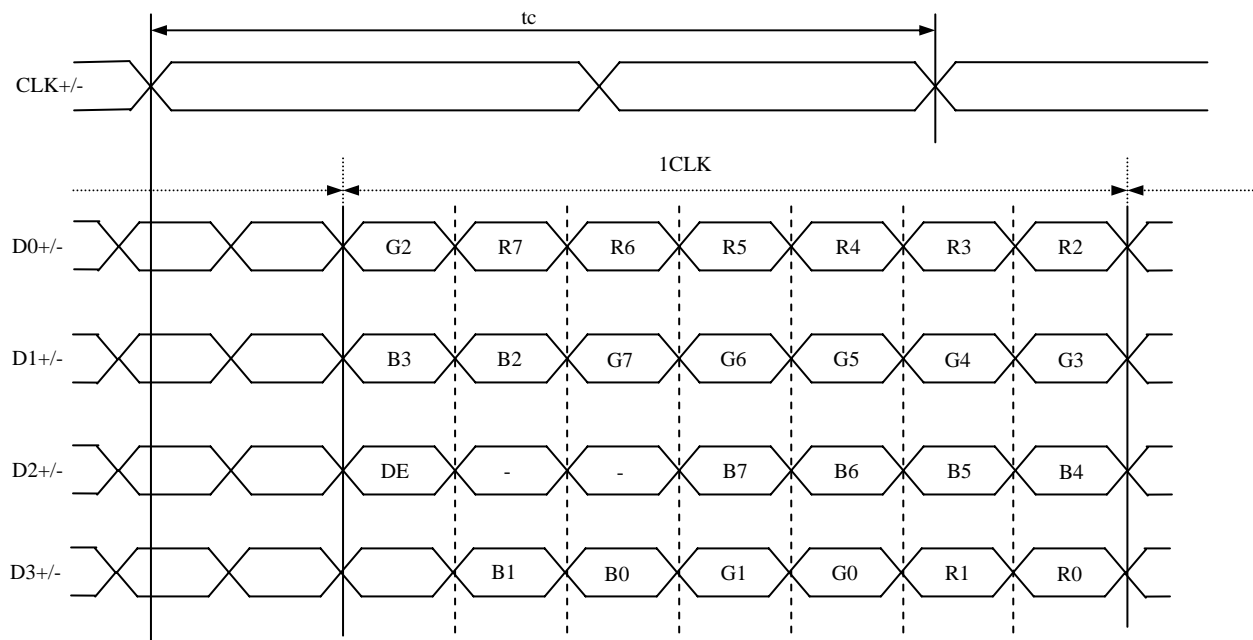 tc
CLK+/-
1CLK
D0+/- G2 R7 R6 R5 R4 R3 R2
D1+/- B3 B2 G7 G6 G5 G4 G3
D2+/- DE - - B7 B6 B5 B4
D3+/- B1 B0 G1 G0 R1 R0